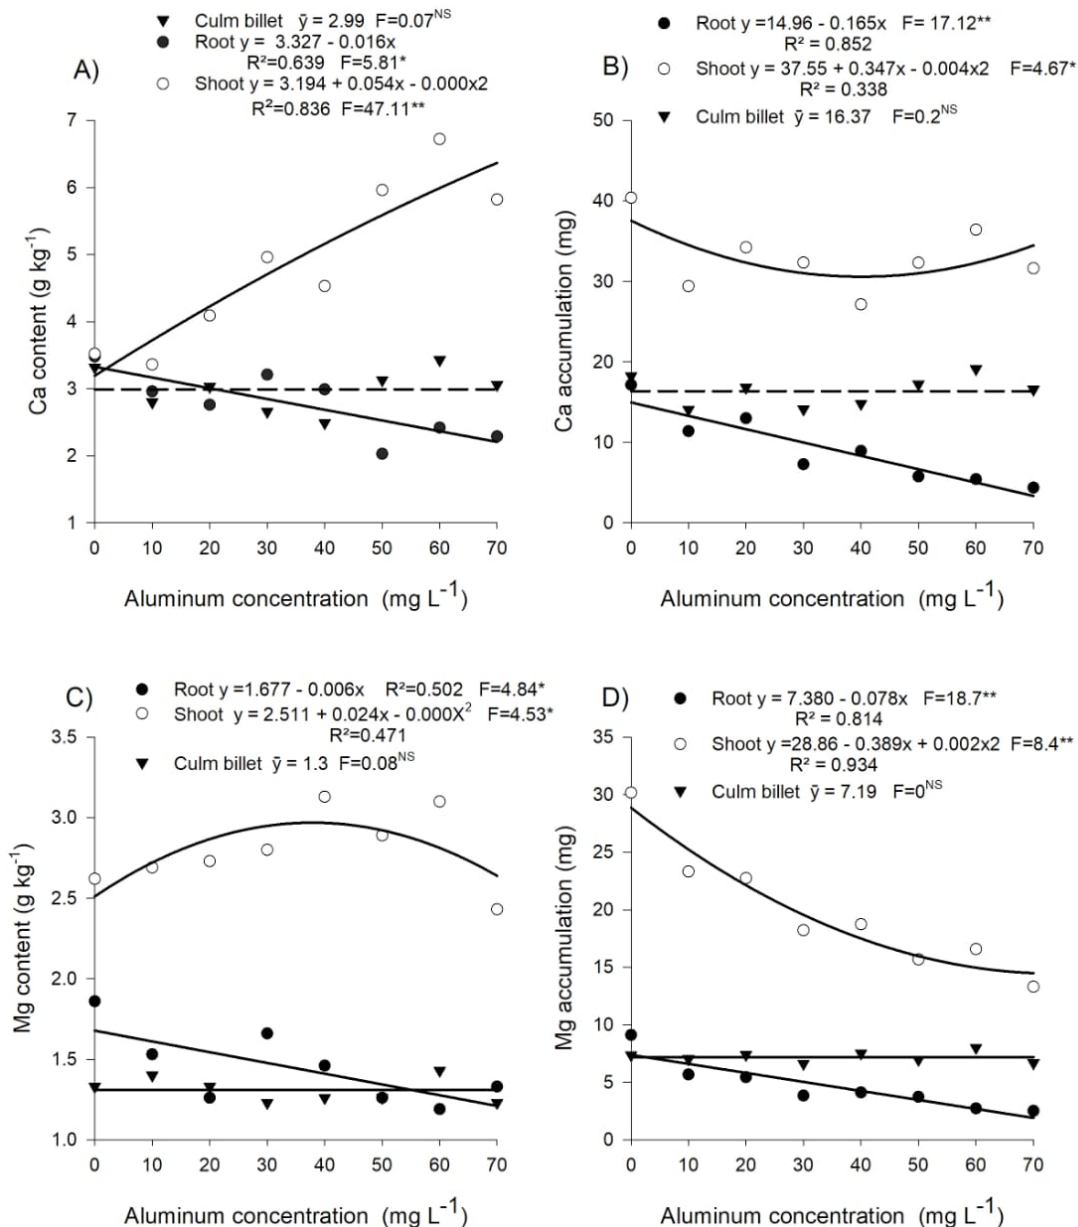 A)
Culm billet ȳ = 2.99 F=0.07^NS
Root y = 3.327 - 0.016x
R²=0.639 F=5.81*
Shoot y = 3.194 + 0.054x - 0.000x2
R²=0.836 F=47.11**
7
6
5
4
3
2
1
Ca content (g kg⁻¹)
0 10 20 30 40 50 60 70
Aluminum concentration (mg L⁻¹)
B)
Root y =14.96 - 0.165x F= 17.12**
R² = 0.852
Shoot y = 37.55 + 0.347x - 0.004x2 F=4.67*
R² = 0.338
Culm billet ȳ = 16.37 F=0.2^NS
50
40
30
20
10
0
Ca accumulation (mg)
0 10 20 30 40 50 60 70
Aluminum concentration (mg L⁻¹)
C)
Root y =1.677 - 0.006x R²=0.502 F=4.84*
Shoot y = 2.511 + 0.024x - 0.000X² F=4.53*
R²=0.471
Culm billet ȳ = 1.3 F=0.08^NS
3.5
3.0
2.5
2.0
1.5
1.0
Mg content (g kg⁻¹)
0 10 20 30 40 50 60 70
Aluminum concentration (mg L⁻¹)
D)
Root y = 7.380 - 0.078x F=18.7**
R² = 0.814
Shoot y =28.86 - 0.389x + 0.002x2 F=8.4**
R² = 0.934
Culm billet ȳ = 7.19 F=0^NS
35
30
25
20
15
10
5
0
Mg accumulation (mg)
0 10 20 30 40 50 60 70
Aluminum concentration (mg L⁻¹)